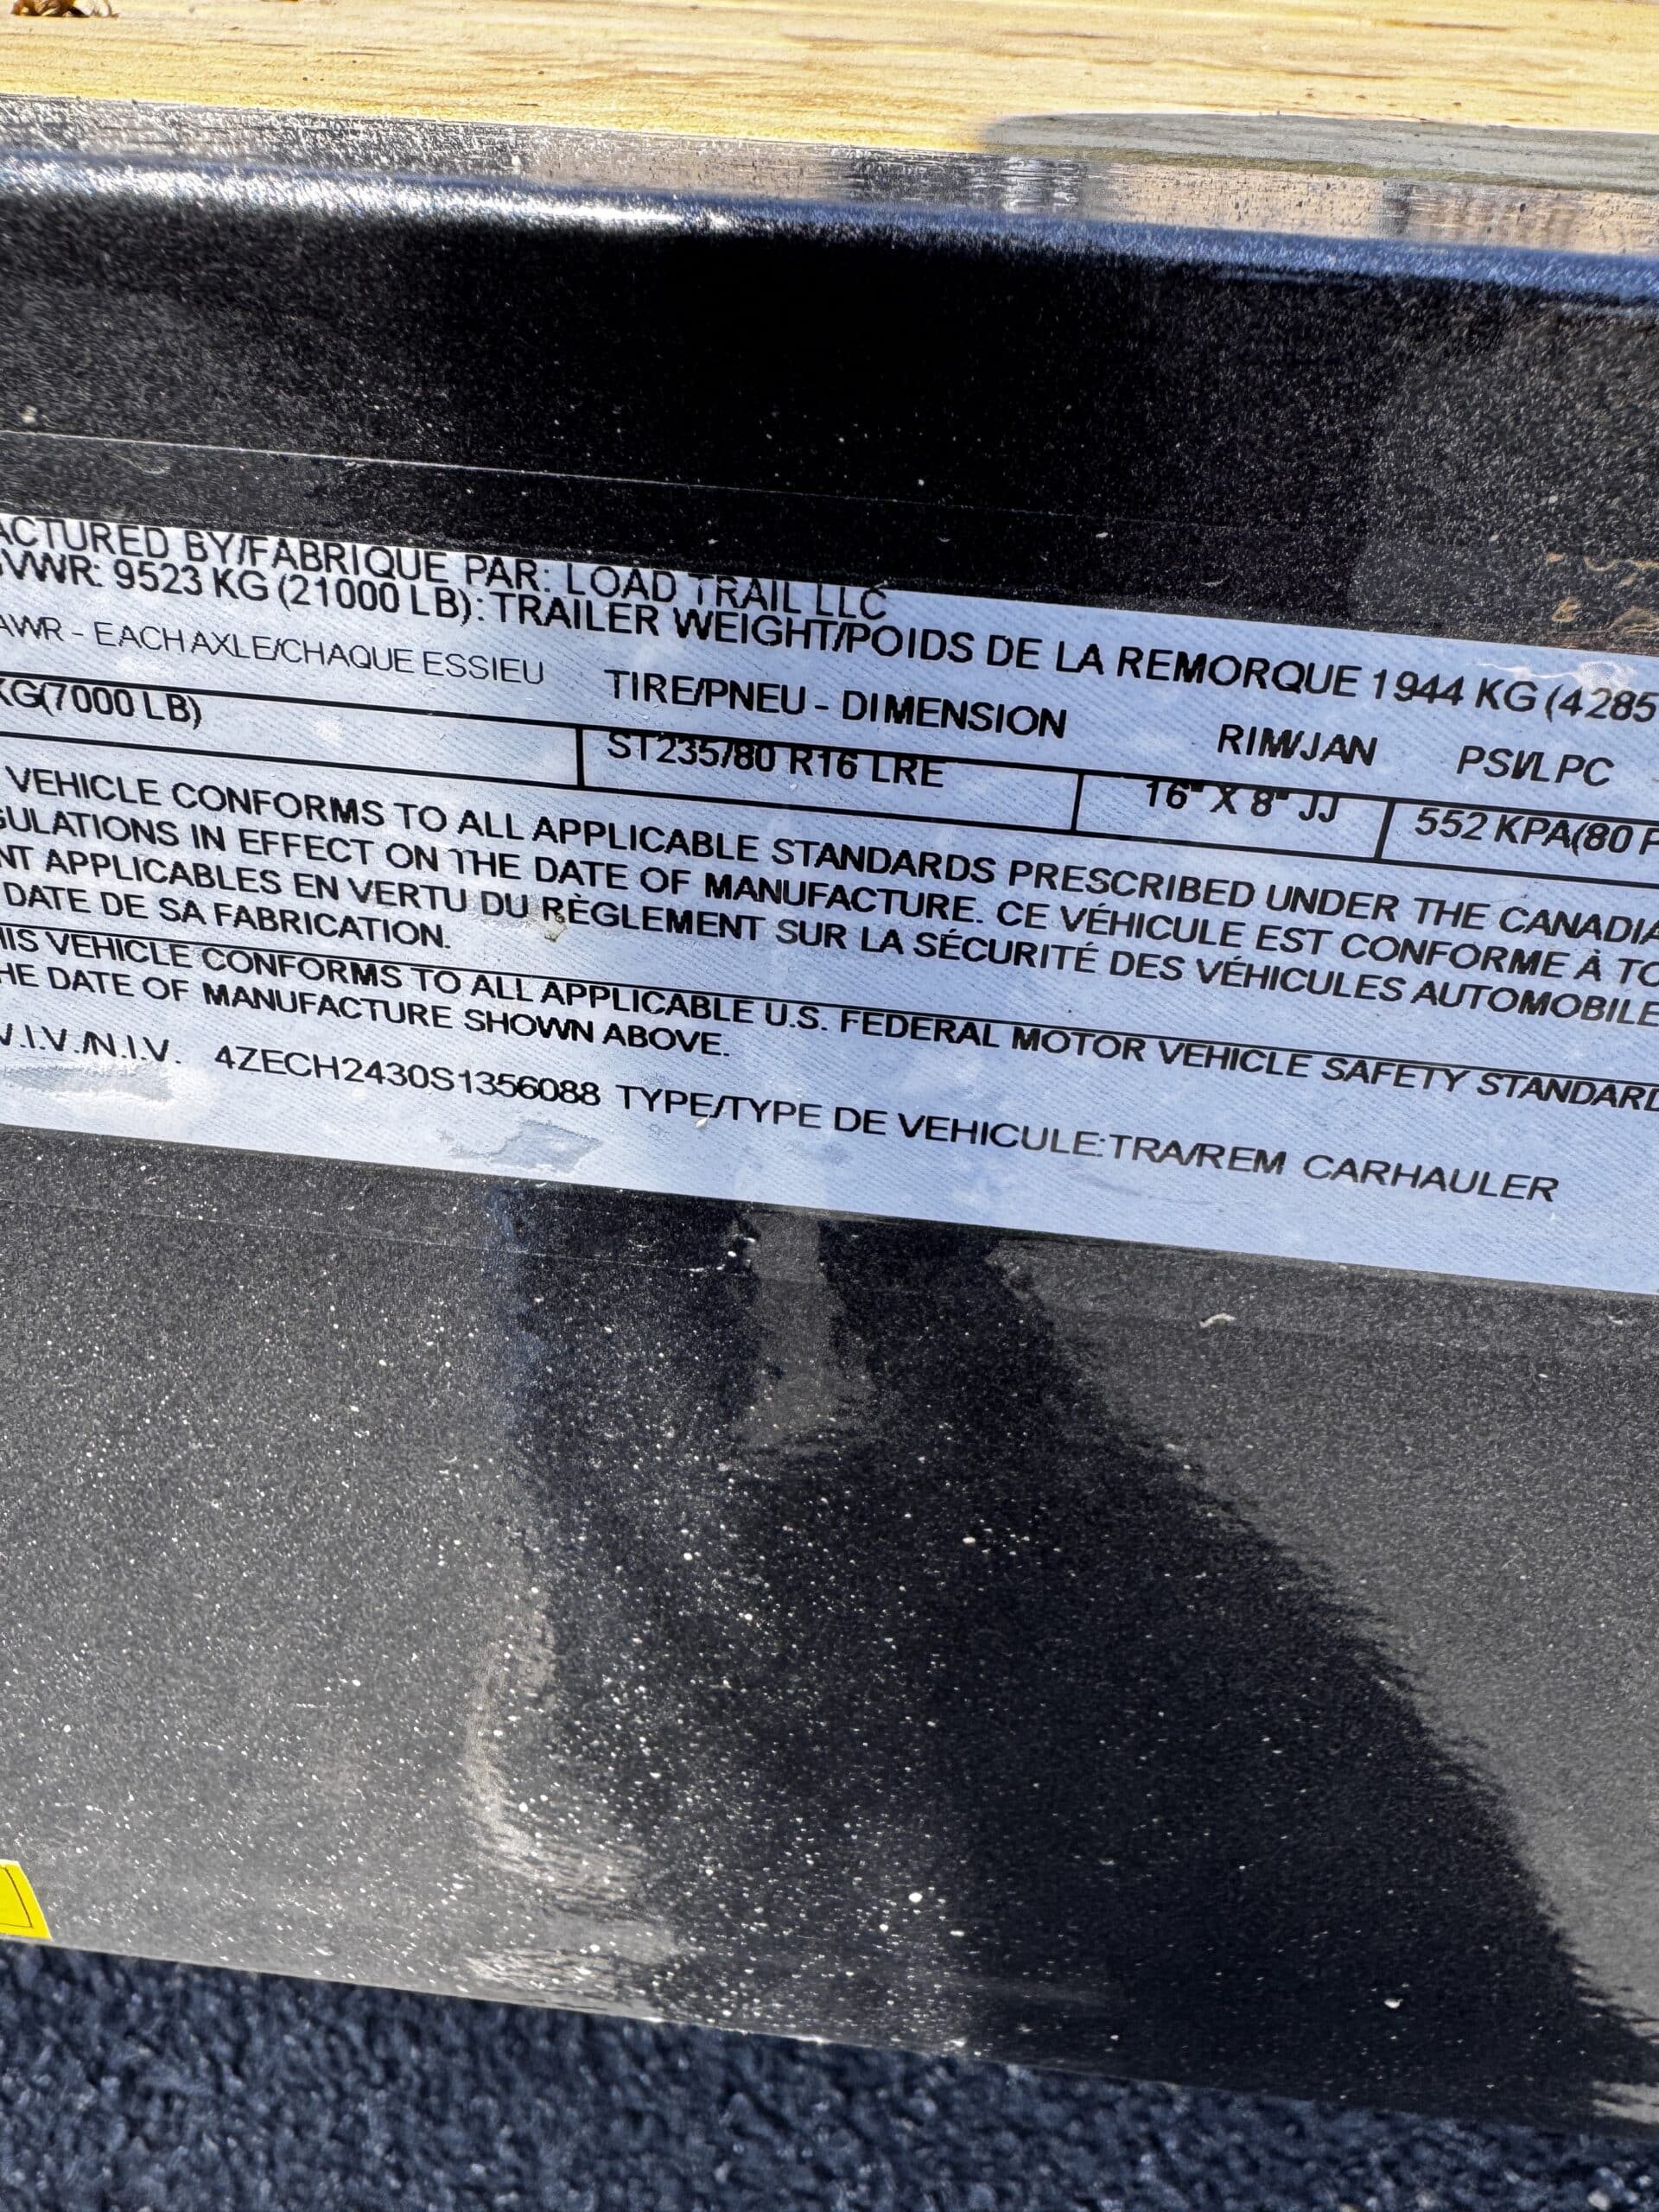 ACTURED BY/FABRIQUE PAR: LOAD TRAIL LLC
GVWR: 9523 KG (21000 LB): TRAILER WEIGHT/POIDS DE LA REMORQUE 1944 KG (4285
AWR - EACH AXLE/CHAQUE ESSIEU TIRE/PNEU - DIMENSION RIM/JAN PSI/LPC
KG(7000 LB) ST235/80 R16 LRE 16" X 8" JJ 552 KPA(80 P
VEHICLE CONFORMS TO ALL APPLICABLE STANDARDS PRESCRIBED UNDER THE CANADIA
GULATIONS IN EFFECT ON THE DATE OF MANUFACTURE. CE VÉHICULE EST CONFORME À TO
NT APPLICABLES EN VERTU DU RÈGLEMENT SUR LA SÉCURITÉ DES VÉHICULES AUTOMOBILE
DATE DE SA FABRICATION.
HIS VEHICLE CONFORMS TO ALL APPLICABLE U.S. FEDERAL MOTOR VEHICLE SAFETY STANDARD
HE DATE OF MANUFACTURE SHOWN ABOVE.
V.I.V./N.I.V. 4ZECH2430S1356088 TYPE/TYPE DE VEHICULE:TRA/REM CARHAULER